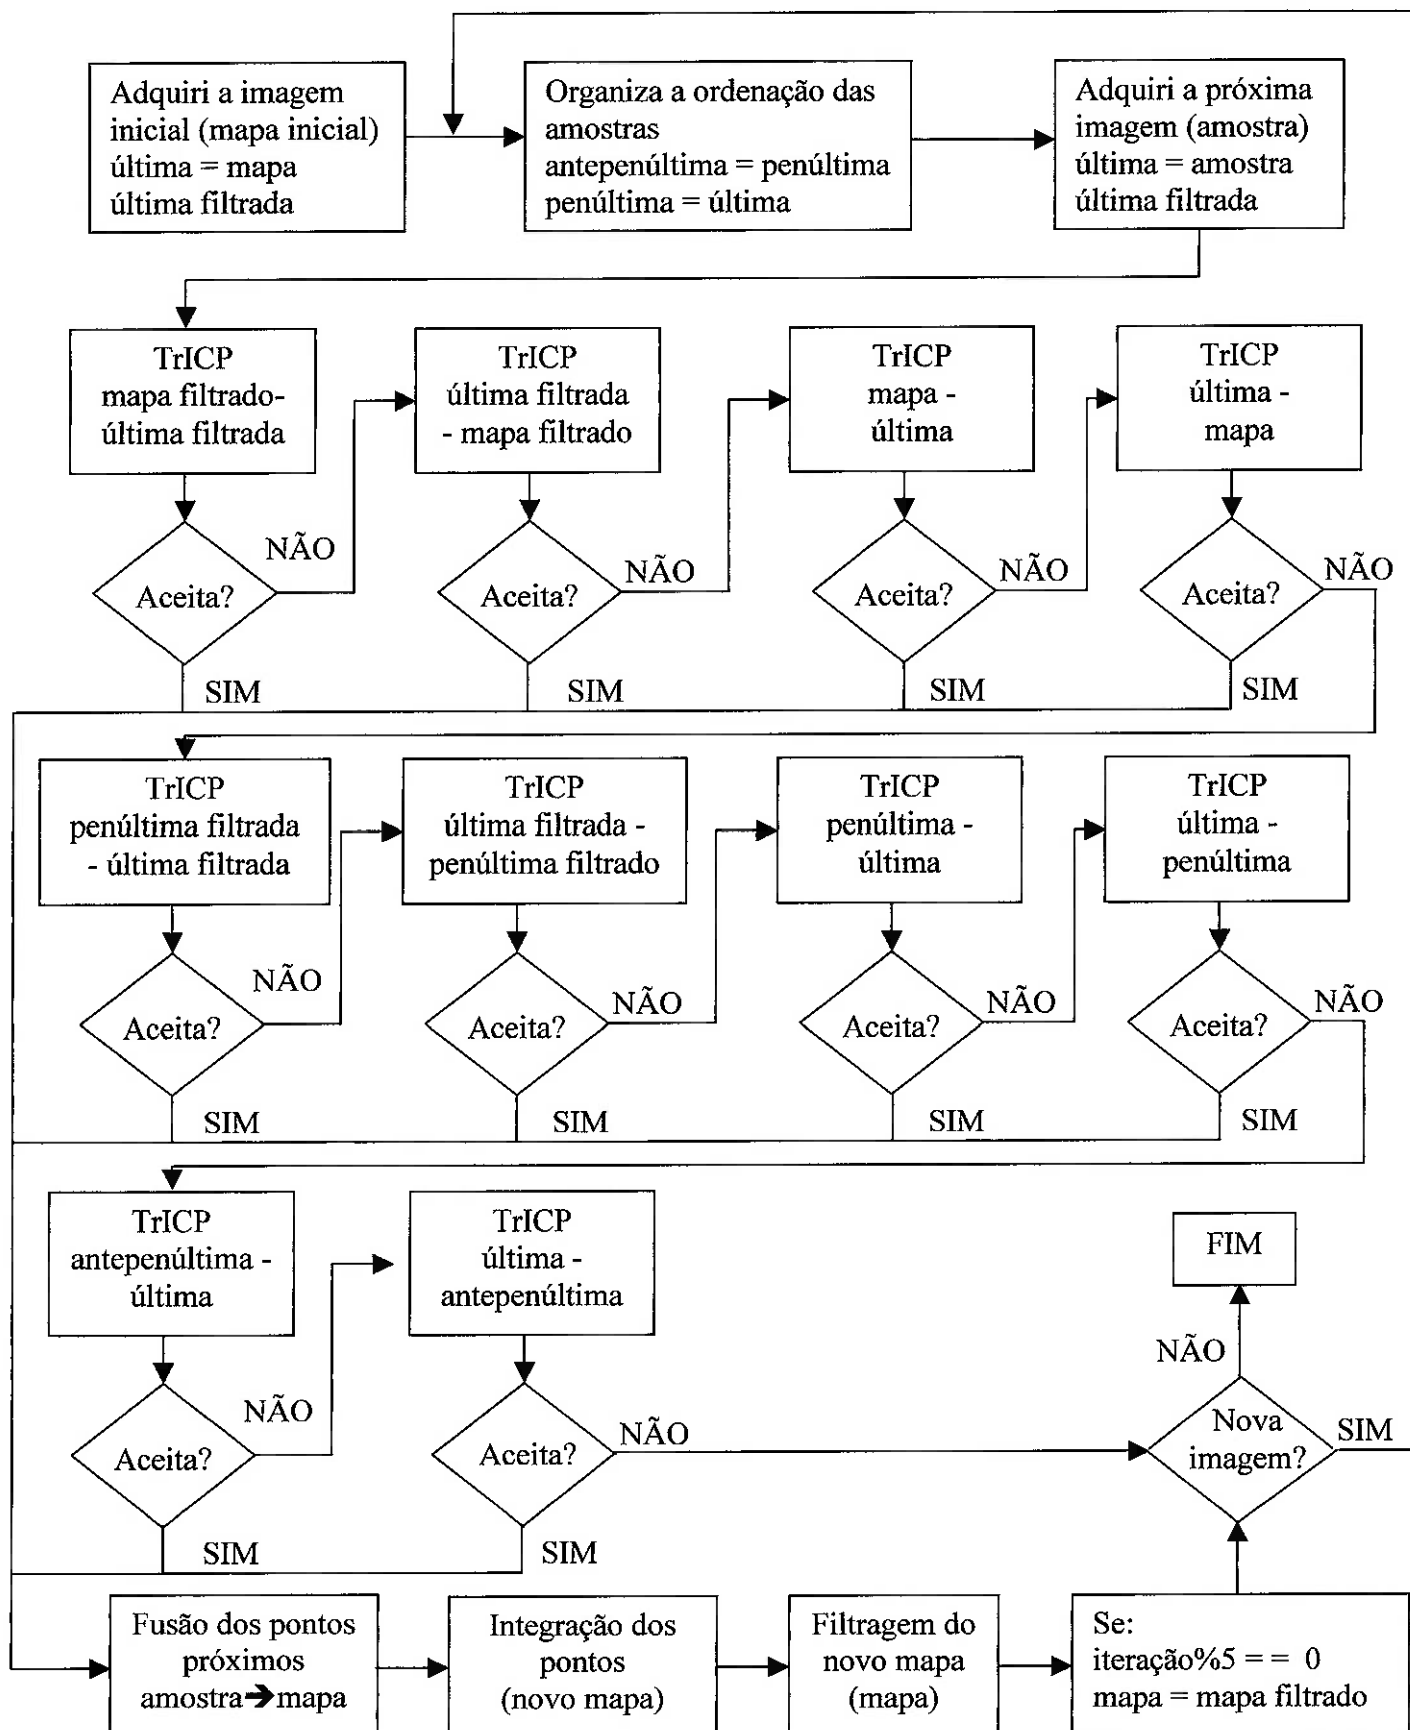 Adquiri a imagem
inicial (mapa inicial)
última = mapa
última filtrada
Organiza a ordenação das
amostras
antepenúltima = penúltima
penúltima = última
Adquiri a próxima
imagem (amostra)
última = amostra
última filtrada
TrICP
mapa filtrado-
última filtrada
TrICP
última filtrada
- mapa filtrado
TrICP
mapa -
última
TrICP
última -
mapa
Aceita?
NÃO
Aceita?
NÃO
Aceita?
NÃO
Aceita?
NÃO
SIM
SIM
SIM
SIM
TrICP
penúltima filtrada
- última filtrada
TrICP
última filtrada -
penúltima filtrado
TrICP
penúltima -
última
TrICP
última -
penúltima
Aceita?
NÃO
Aceita?
NÃO
Aceita?
NÃO
Aceita?
NÃO
SIM
SIM
SIM
SIM
TrICP
antepenúltima -
última
TrICP
última -
antepenúltima
FIM
NÃO
Aceita?
NÃO
Aceita?
NÃO
Nova
imagem?
SIM
SIM
SIM
Fusão dos pontos
próximos
amostra➔mapa
Integração dos
pontos
(novo mapa)
Filtragem do
novo mapa
(mapa)
Se:
iteração%5 = = 0
mapa = mapa filtrado